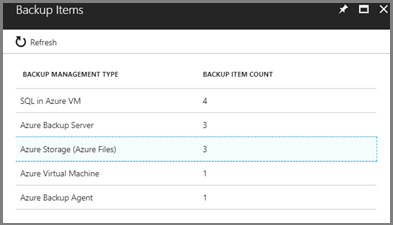 Backup Items
Refresh
BACKUP MANAGEMENT TYPE BACKUP ITEM COUNT
SQL in Azure VM 4
Azure Backup Server 3
Azure Storage (Azure Files) 3
Azure Virtual Machine 1
Azure Backup Agent 1